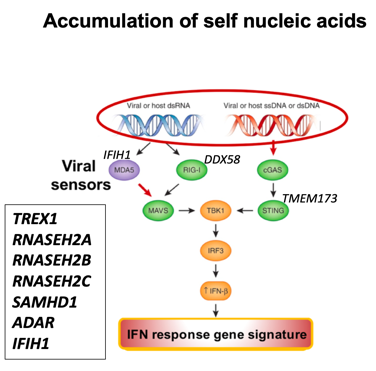 Accumulation of self nucleic acids
Viral or host dsRNA
Viral or host ssDNA or dsDNA
IFIH1
DDX58
Viral
sensors
MDA5
RIG-I
cGAS
TMEM173
MAVS
TBK1
STING
TREX1
RNASEH2A
RNASEH2B
RNASEH2C
SAMHD1
ADAR
IFIH1
IRF3
↑ IFN-β
IFN response gene signature